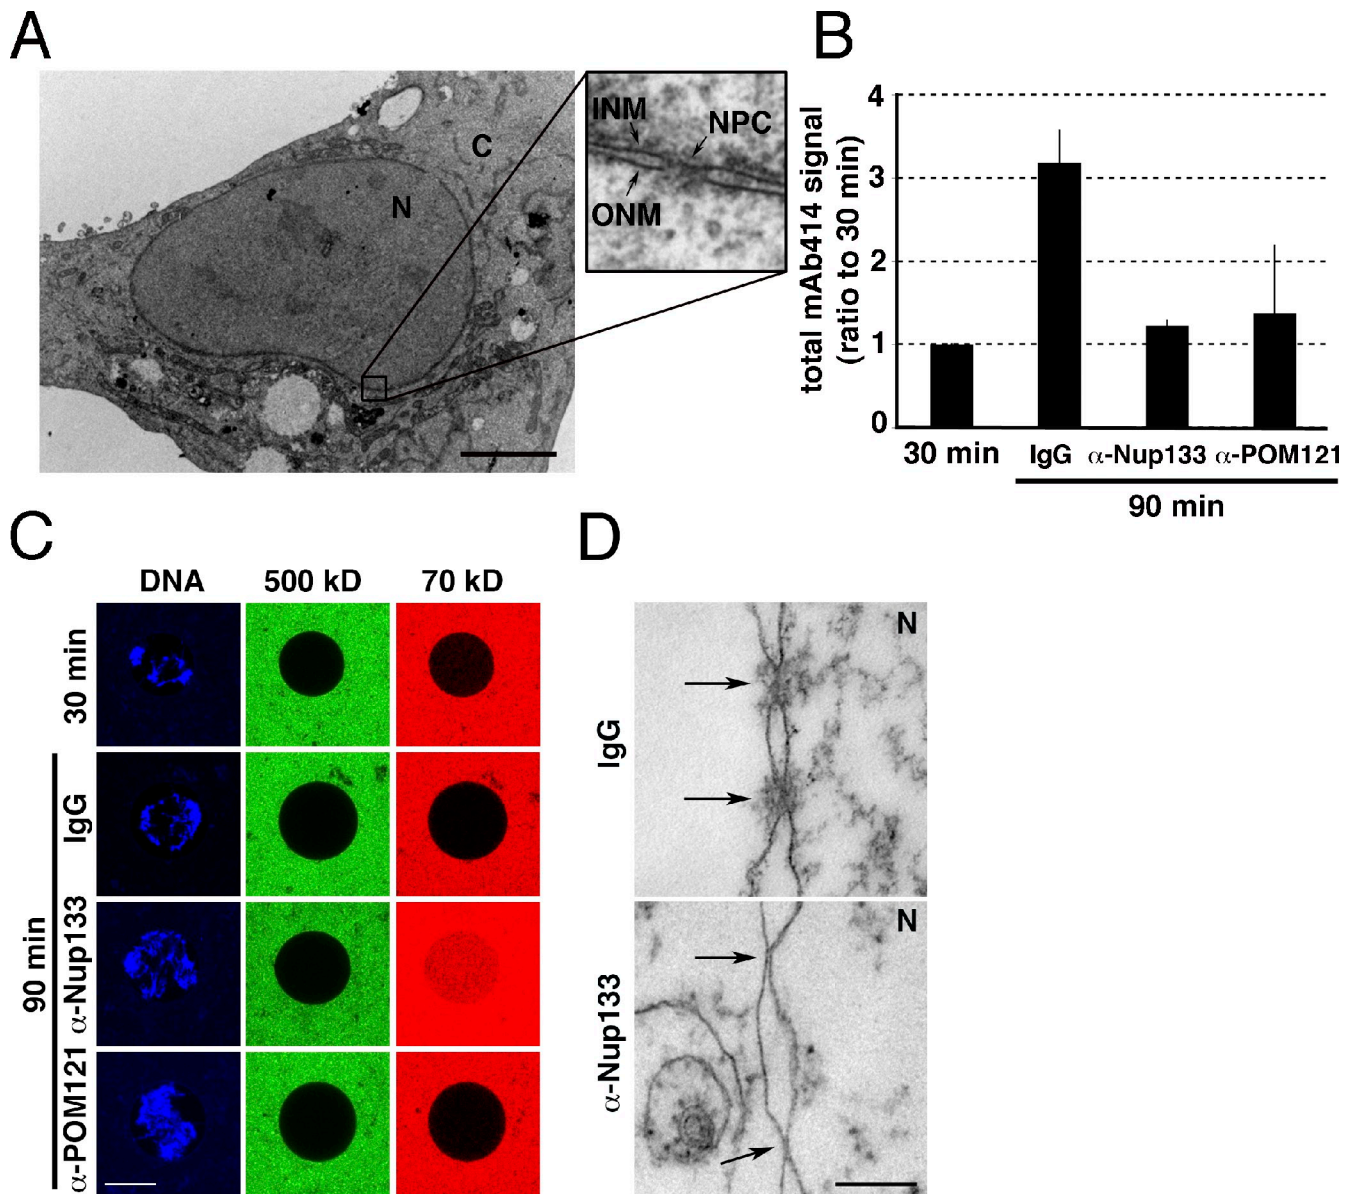 A
INM
NPC
ONM
C
N
B
total mAb414 signal
(ratio to 30 min)
4
3
2
1
0
30 min
IgG
α-Nup133
α-POM121
90 min
C
DNA
500 kD
70 kD
30 min
90 min
IgG
α-Nup133
α-POM121
D
IgG
N
α-Nup133
N